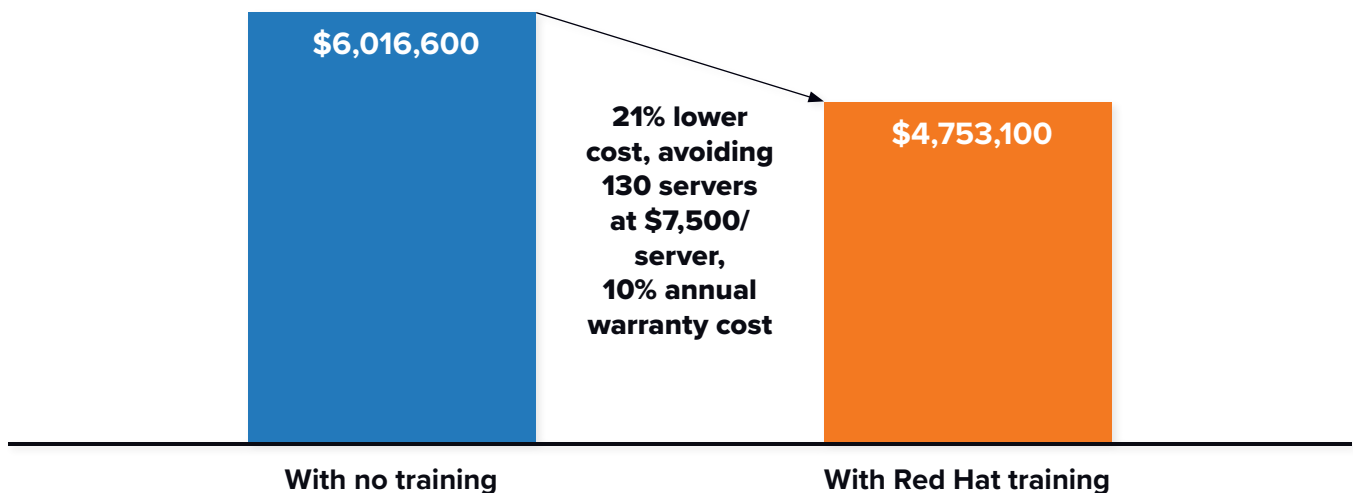 $6,016,600
21% lower
cost, avoiding
130 servers
at $7,500/
server,
10% annual
warranty cost
$4,753,100
With no training
With Red Hat training